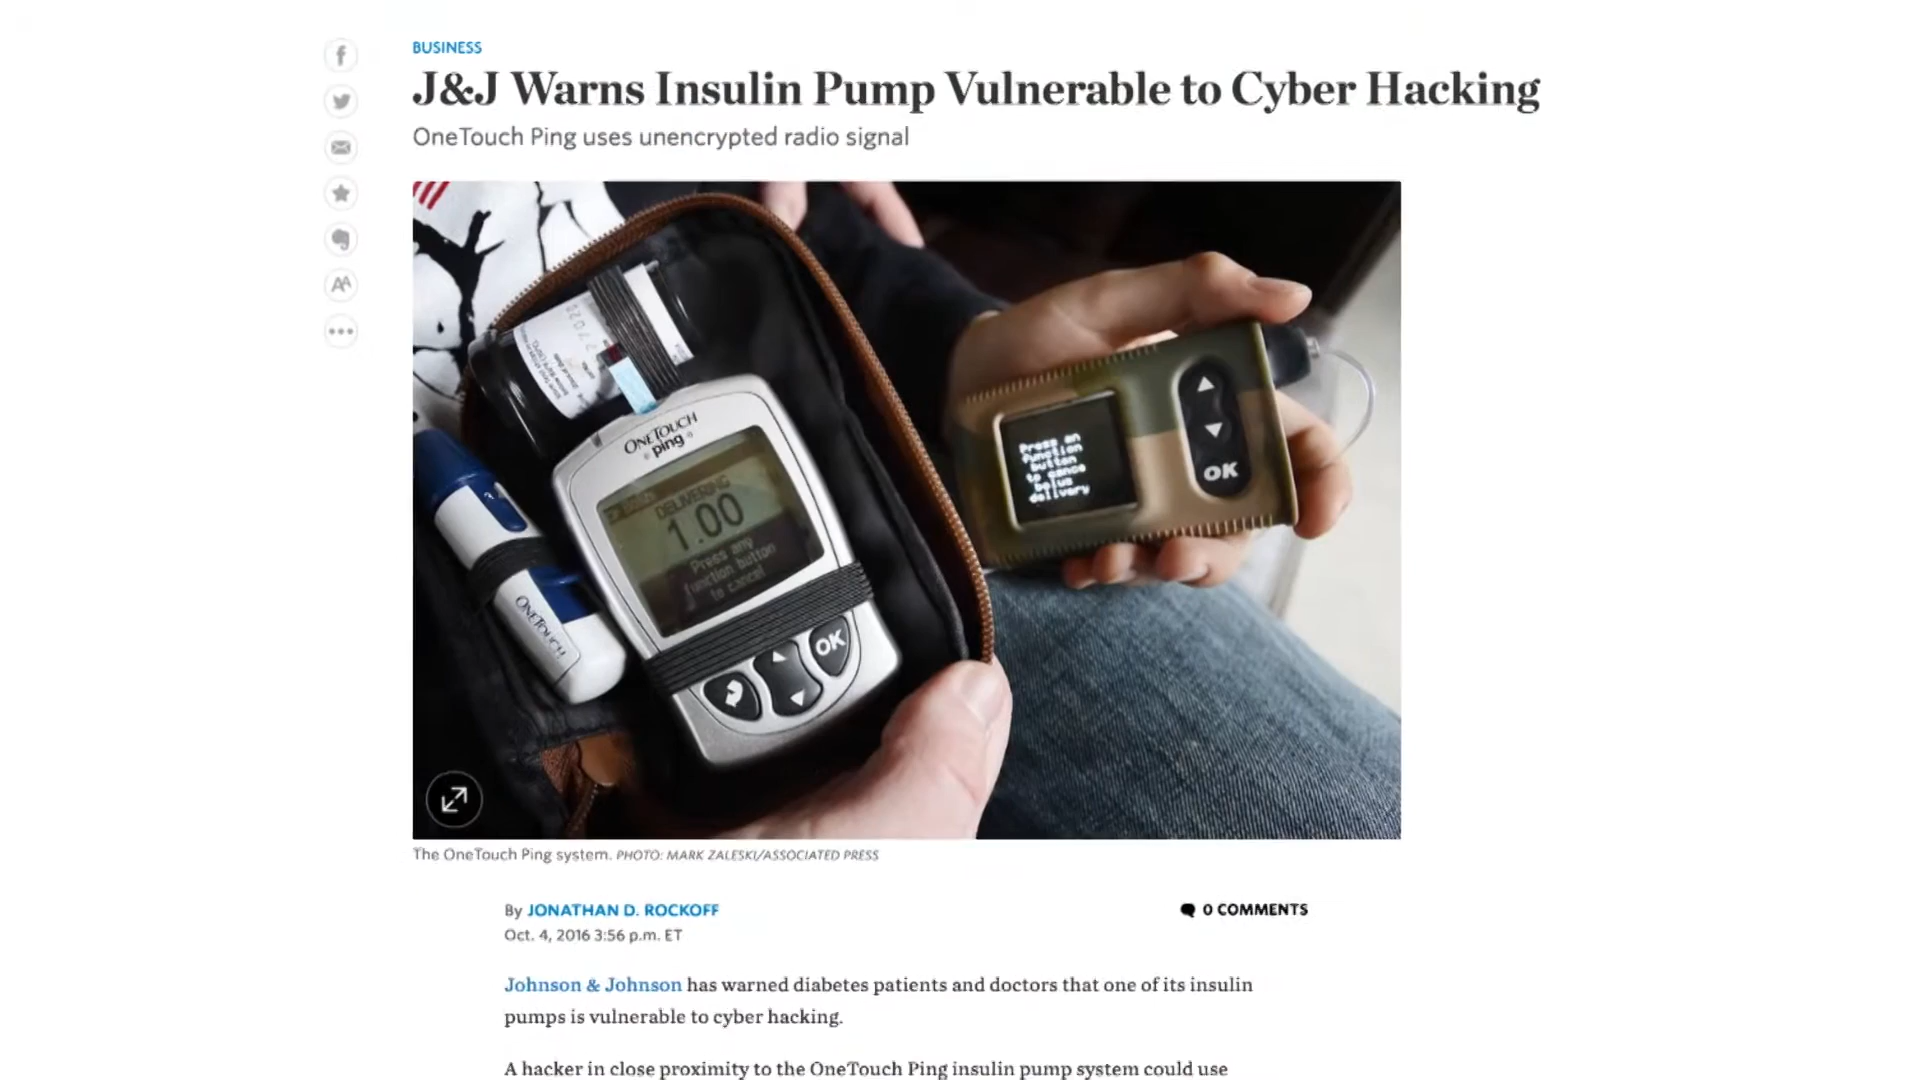 BUSINESS
J&J Warns Insulin Pump Vulnerable to Cyber Hacking
OneTouch Ping uses unencrypted radio signal
AA
ONETOUCH
ping
DELIVERING
1.00
Press any
function button
to cancel
OK
ONETOUCH
Press an
function
button
to cance
bolus
delivery
OK
The OneTouch Ping system. PHOTO: MARK ZALESKI/ASSOCIATED PRESS
By JONATHAN D. ROCKOFF
0 COMMENTS
Oct. 4, 2016 3:56 p.m. ET
Johnson & Johnson has warned diabetes patients and doctors that one of its insulin
pumps is vulnerable to cyber hacking.
A hacker in close proximity to the OneTouch Ping insulin pump system could use